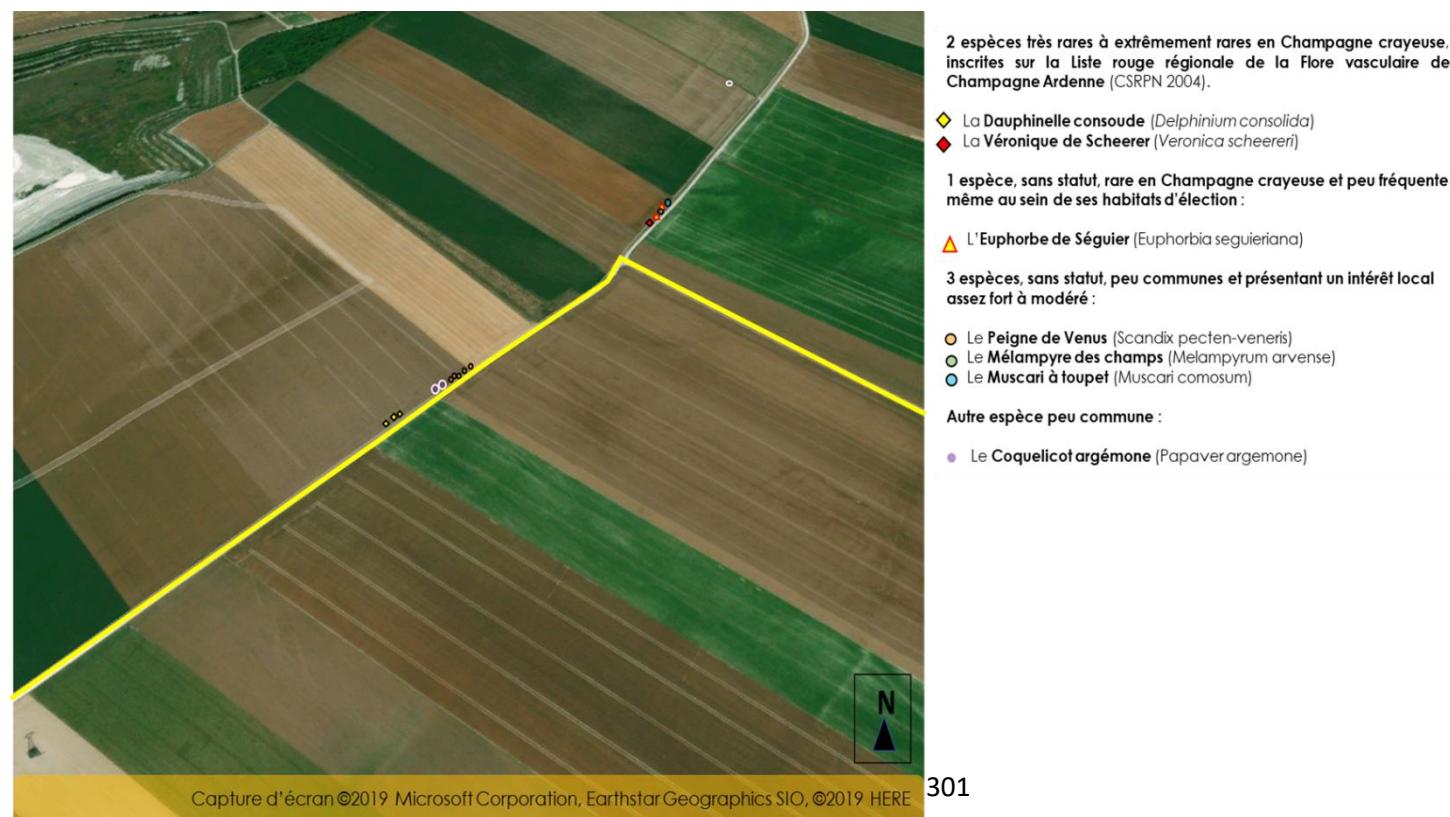 2 espèces très rares à extrêmement rares en Champagne crayeuse,
inscrites sur la Liste rouge régionale de la Flore vasculaire de
Champagne Ardenne (CSRPN 2004).
La Dauphinelle consoude (Delphinium consolida)
La Véronique de Scheerer (Veronica scheereri)
1 espèce, sans statut, rare en Champagne crayeuse et peu fréquente
même au sein de ses habitats d'élection :
L'Euphorbe de Séguier (Euphorbia seguieriana)
3 espèces, sans statut, peu communes et présentant un intérêt local
assez fort à modéré :
Le Peigne de Venus (Scandix pecten-veneris)
Le Mélampyre des champs (Melampyrum arvense)
Le Muscari à toupet (Muscari comosum)
Autre espèce peu commune :
Le Coquelicot argémone (Papaver argemone)
N
Capture d'écran ©2019 Microsoft Corporation, Earthstar Geographics SIO, ©2019 HERE
301